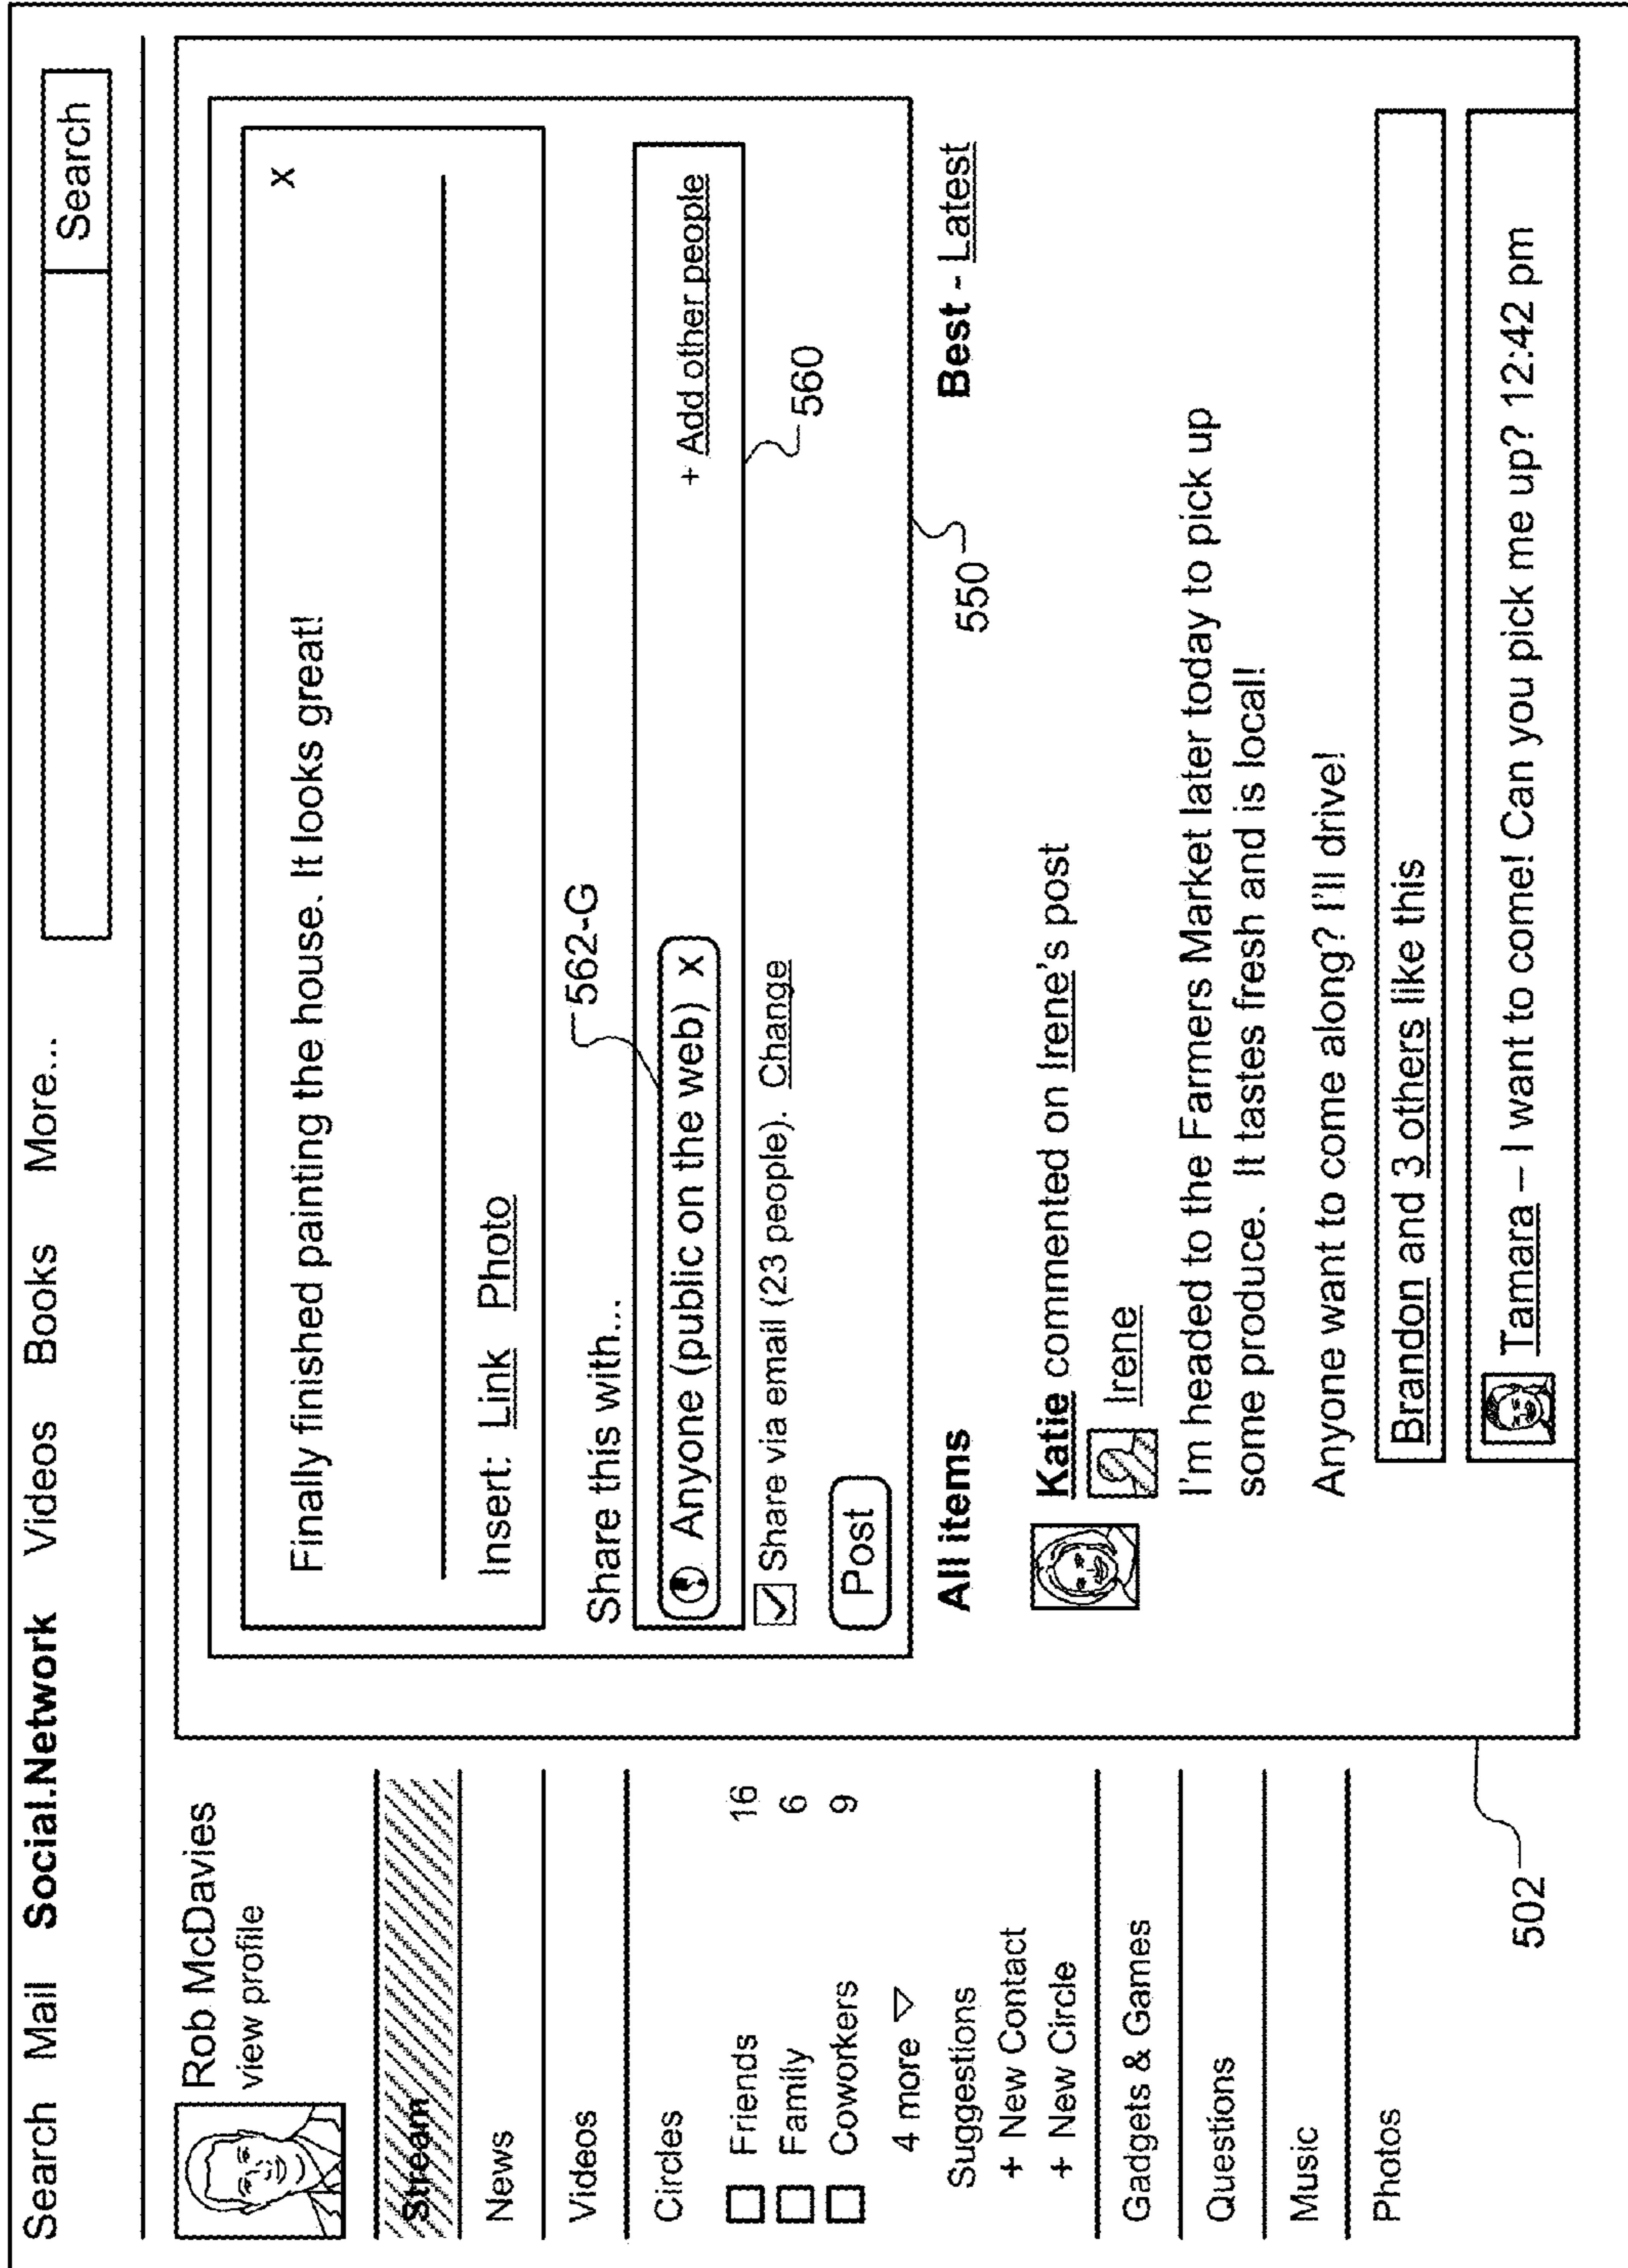 Search Mail Social.Network Videos Books More... Search
Rob McDavies
view profile
Stream
News
Videos
Circles
Friends 16
Family 6
Coworkers 9
4 more
Suggestions
+ New Contact
+ New Circle
Gadgets & Games
Questions
Music
Photos
502
Finally finished painting the house. It looks great! X
Insert: Link Photo
Share this with...
562-G
Anyone (public on the web) X + Add other people
Share via email (23 people). Change
560
Post
550
All items Best - Latest
Katie commented on Irene's post
Irene
I'm headed to the Farmers Market later today to pick up
some produce. It tastes fresh and is local!
Anyone want to come along? I'll drive!
Brandon and 3 others like this
Tamara – I want to come! Can you pick me up? 12:42 pm